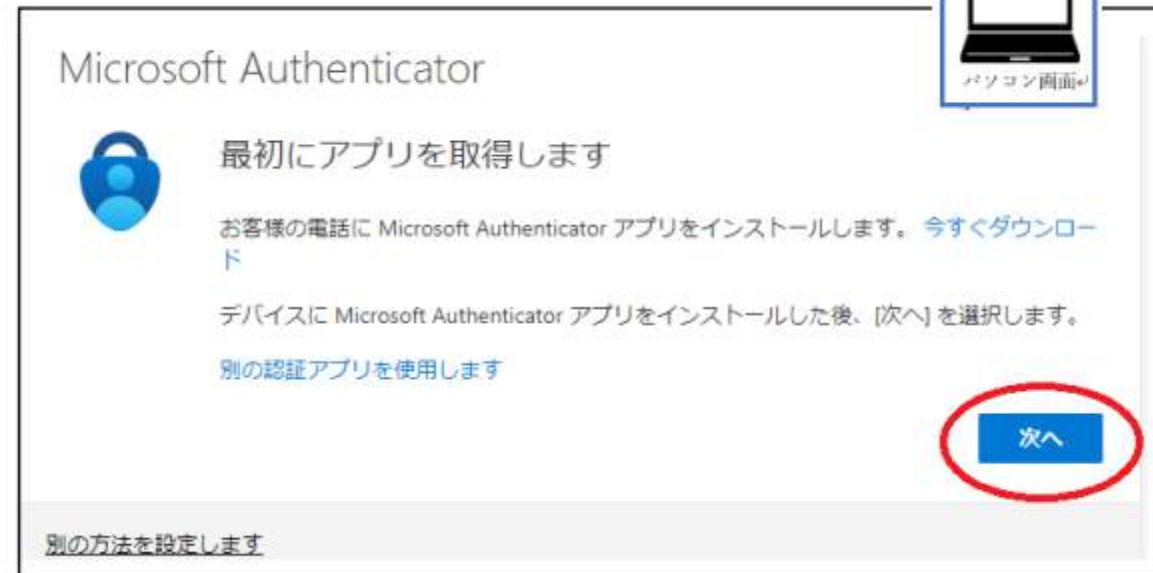 パソコン画面↵
Microsoft Authenticator
最初にアプリを取得します
お客様の電話に Microsoft Authenticator アプリをインストールします。 今すぐダウンロー
ド
デバイスに Microsoft Authenticator アプリをインストールした後、[次へ] を選択します。
別の認証アプリを使用します
次へ
別の方法を設定します